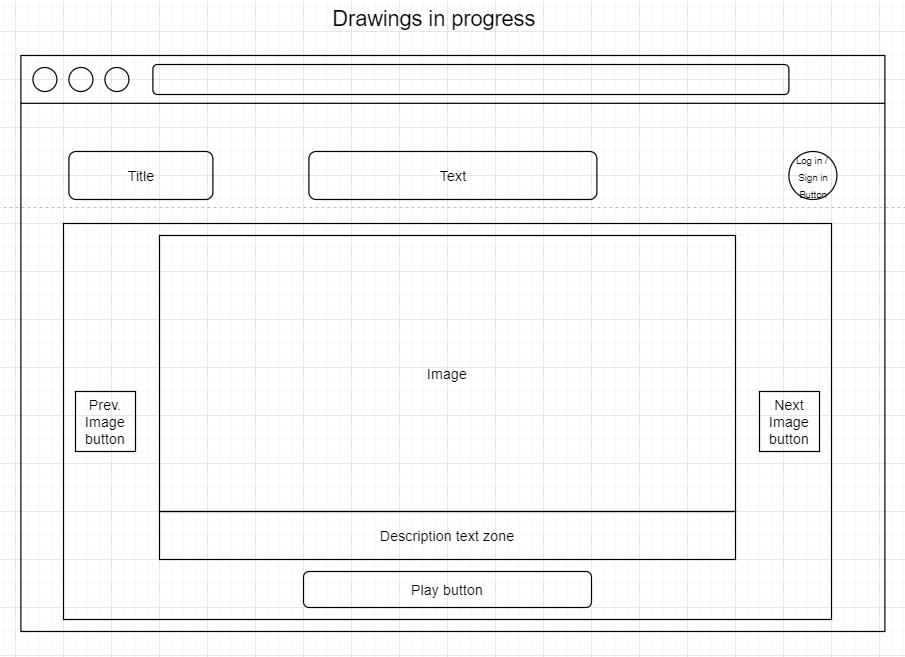 Drawings in progress
Title
Text
Log in /
Sign in
Button
Image
Prev.
Image
button
Next
Image
button
Description text zone
Play button